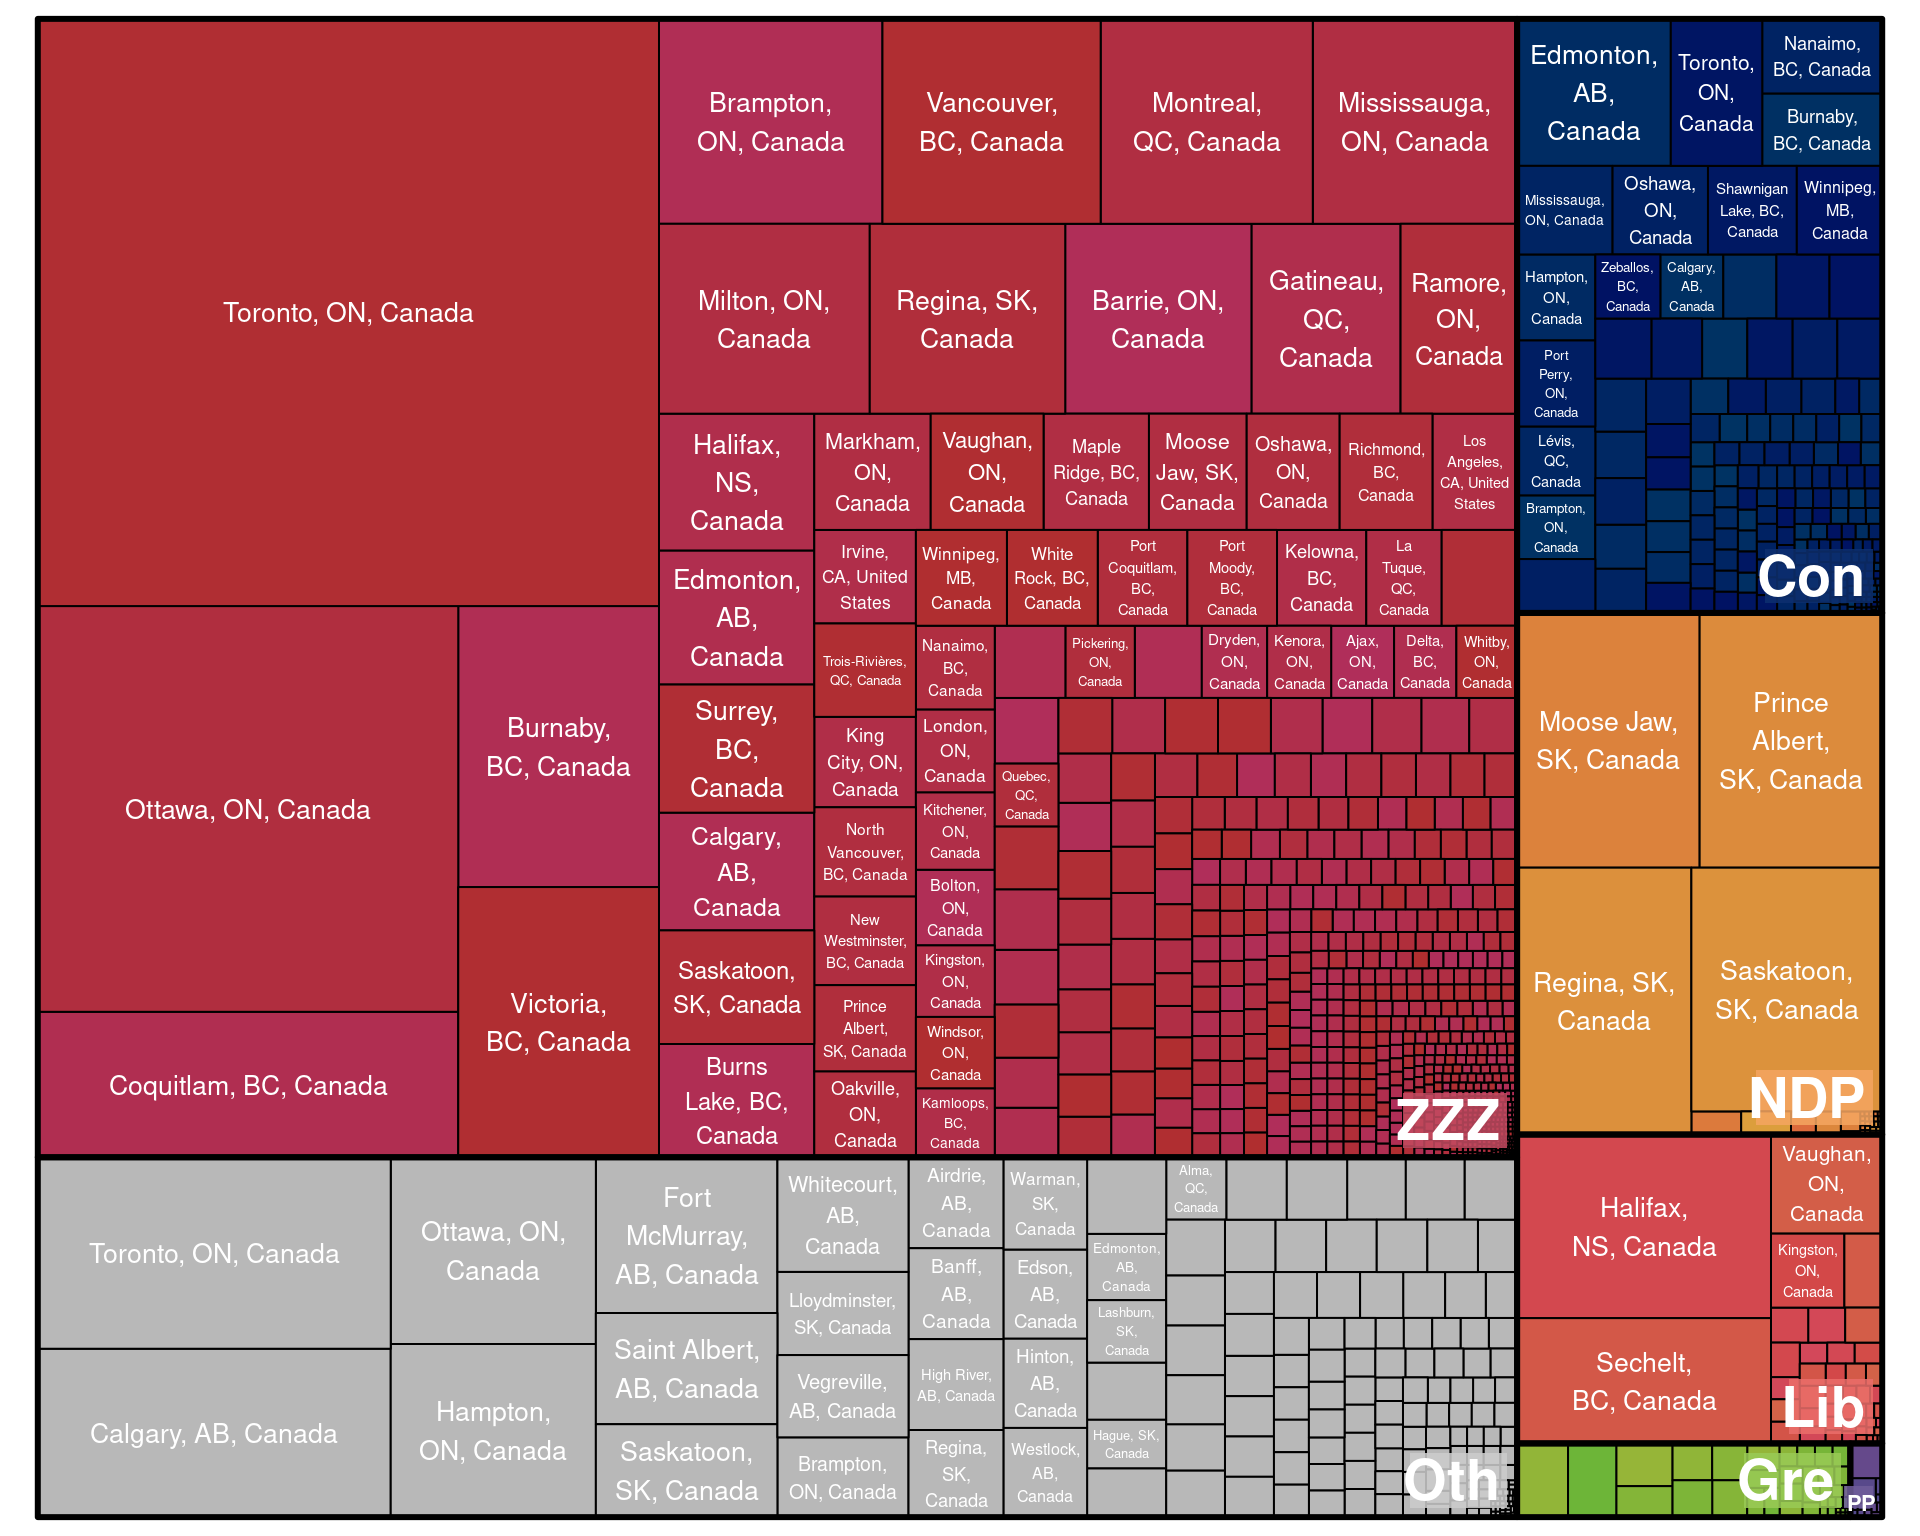 Toronto, ON, Canada
Ottawa, ON, Canada
Coquitlam, BC, Canada
Burnaby,
BC, Canada
Victoria,
BC, Canada
Brampton,
ON, Canada
Vancouver,
BC, Canada
Montreal,
QC, Canada
Mississauga,
ON, Canada
Milton, ON,
Canada
Regina, SK,
Canada
Barrie, ON,
Canada
Gatineau,
QC,
Canada
Ramore,
ON,
Canada
Halifax,
NS,
Canada
Edmonton,
AB,
Canada
Surrey,
BC,
Canada
Calgary,
AB,
Canada
Saskatoon,
SK, Canada
Burns
Lake, BC,
Canada
Markham,
ON,
Canada
Vaughan,
ON,
Canada
Maple
Ridge, BC,
Canada
Moose
Jaw, SK,
Canada
Oshawa,
ON,
Canada
Richmond,
BC,
Canada
Los
Angeles,
CA, United
States
Irvine,
CA, United
States
Trois-Rivières,
QC, Canada
King
City, ON,
Canada
North
Vancouver,
BC, Canada
New
Westminster,
BC, Canada
Prince
Albert,
SK, Canada
Oakville,
ON,
Canada
Winnipeg,
MB,
Canada
White
Rock, BC,
Canada
Port
Coquitlam,
BC,
Canada
Port
Moody,
BC,
Canada
Kelowna,
BC,
Canada
La
Tuque,
QC,
Canada
Nanaimo,
BC,
Canada
London,
ON,
Canada
Kitchener,
ON,
Canada
Bolton,
ON,
Canada
Kingston,
ON,
Canada
Windsor,
ON,
Canada
Kamloops,
BC,
Canada
Pickering,
ON,
Canada
Dryden,
ON,
Canada
Kenora,
ON,
Canada
Ajax,
ON,
Canada
Delta,
BC,
Canada
Whitby,
ON,
Canada
Quebec,
QC,
Canada
ZZZ
Toronto, ON, Canada
Calgary, AB, Canada
Ottawa, ON,
Canada
Hampton,
ON, Canada
Fort
McMurray,
AB, Canada
Saint Albert,
AB, Canada
Saskatoon,
SK, Canada
Whitecourt,
AB,
Canada
Lloydminster,
SK, Canada
Vegreville,
AB, Canada
Brampton,
ON, Canada
Airdrie,
AB,
Canada
Banff,
AB,
Canada
High River,
AB, Canada
Regina,
SK,
Canada
Warman,
SK,
Canada
Edson,
AB,
Canada
Hinton,
AB,
Canada
Westlock,
AB,
Canada
Edmonton,
AB,
Canada
Lashburn,
SK,
Canada
Hague, SK,
Canada
Alma,
QC,
Canada
Oth
Edmonton,
AB,
Canada
Toronto,
ON,
Canada
Nanaimo,
BC, Canada
Burnaby,
BC, Canada
Mississauga,
ON, Canada
Oshawa,
ON,
Canada
Shawnigan
Lake, BC,
Canada
Winnipeg,
MB,
Canada
Hampton,
ON,
Canada
Port
Perry,
ON,
Canada
Lévis,
QC,
Canada
Brampton,
ON,
Canada
Zeballos,
BC,
Canada
Calgary,
AB,
Canada
Con
Moose Jaw,
SK, Canada
Prince
Albert,
SK, Canada
Regina, SK,
Canada
Saskatoon,
SK, Canada
NDP
Halifax,
NS, Canada
Sechelt,
BC, Canada
Vaughan,
ON,
Canada
Kingston,
ON,
Canada
Lib
Gre
PP